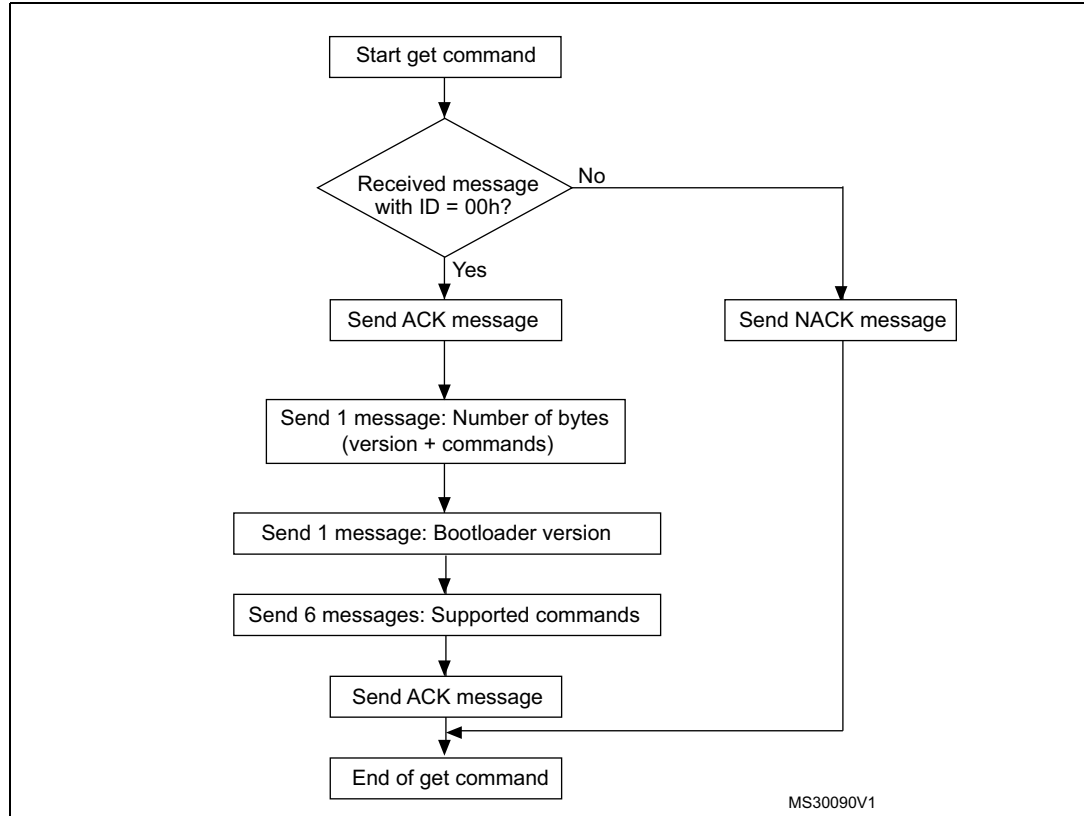 Start get command
Received message
with ID = 00h?
No
Yes
Send ACK message
Send NACK message
Send 1 message: Number of bytes
(version + commands)
Send 1 message: Bootloader version
Send 6 messages: Supported commands
Send ACK message
End of get command
MS30090V1